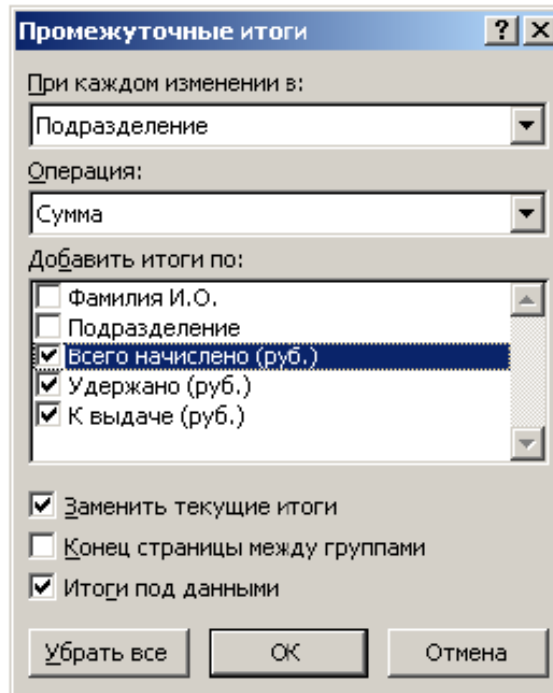 Промежуточные итоги
При каждом изменении в:
Подразделение
Операция:
Сумма
Добавить итоги по:
Фамилия И.О.
Подразделение
Всего начислено (руб.)
Удержано (руб.)
К выдаче (руб.)
Заменить текущие итоги
Конец страницы между группами
Итоги под данными
Убрать все ОК Отмена